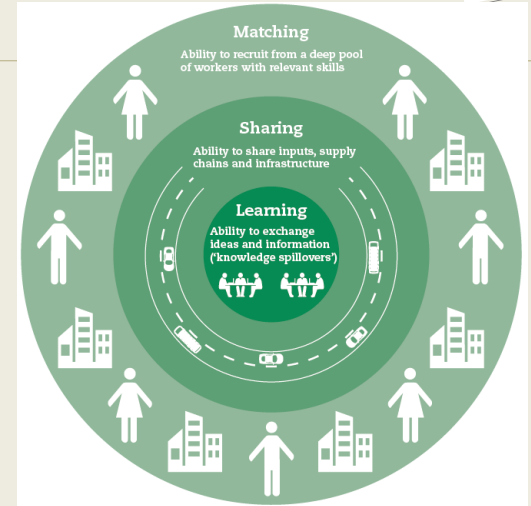 Matching
Ability to recruit from a deep pool
of workers with relevant skills
Sharing
Ability to share inputs, supply
chains and infrastructure
Learning
Ability to exchange
ideas and information
(‘knowledge spillovers’)